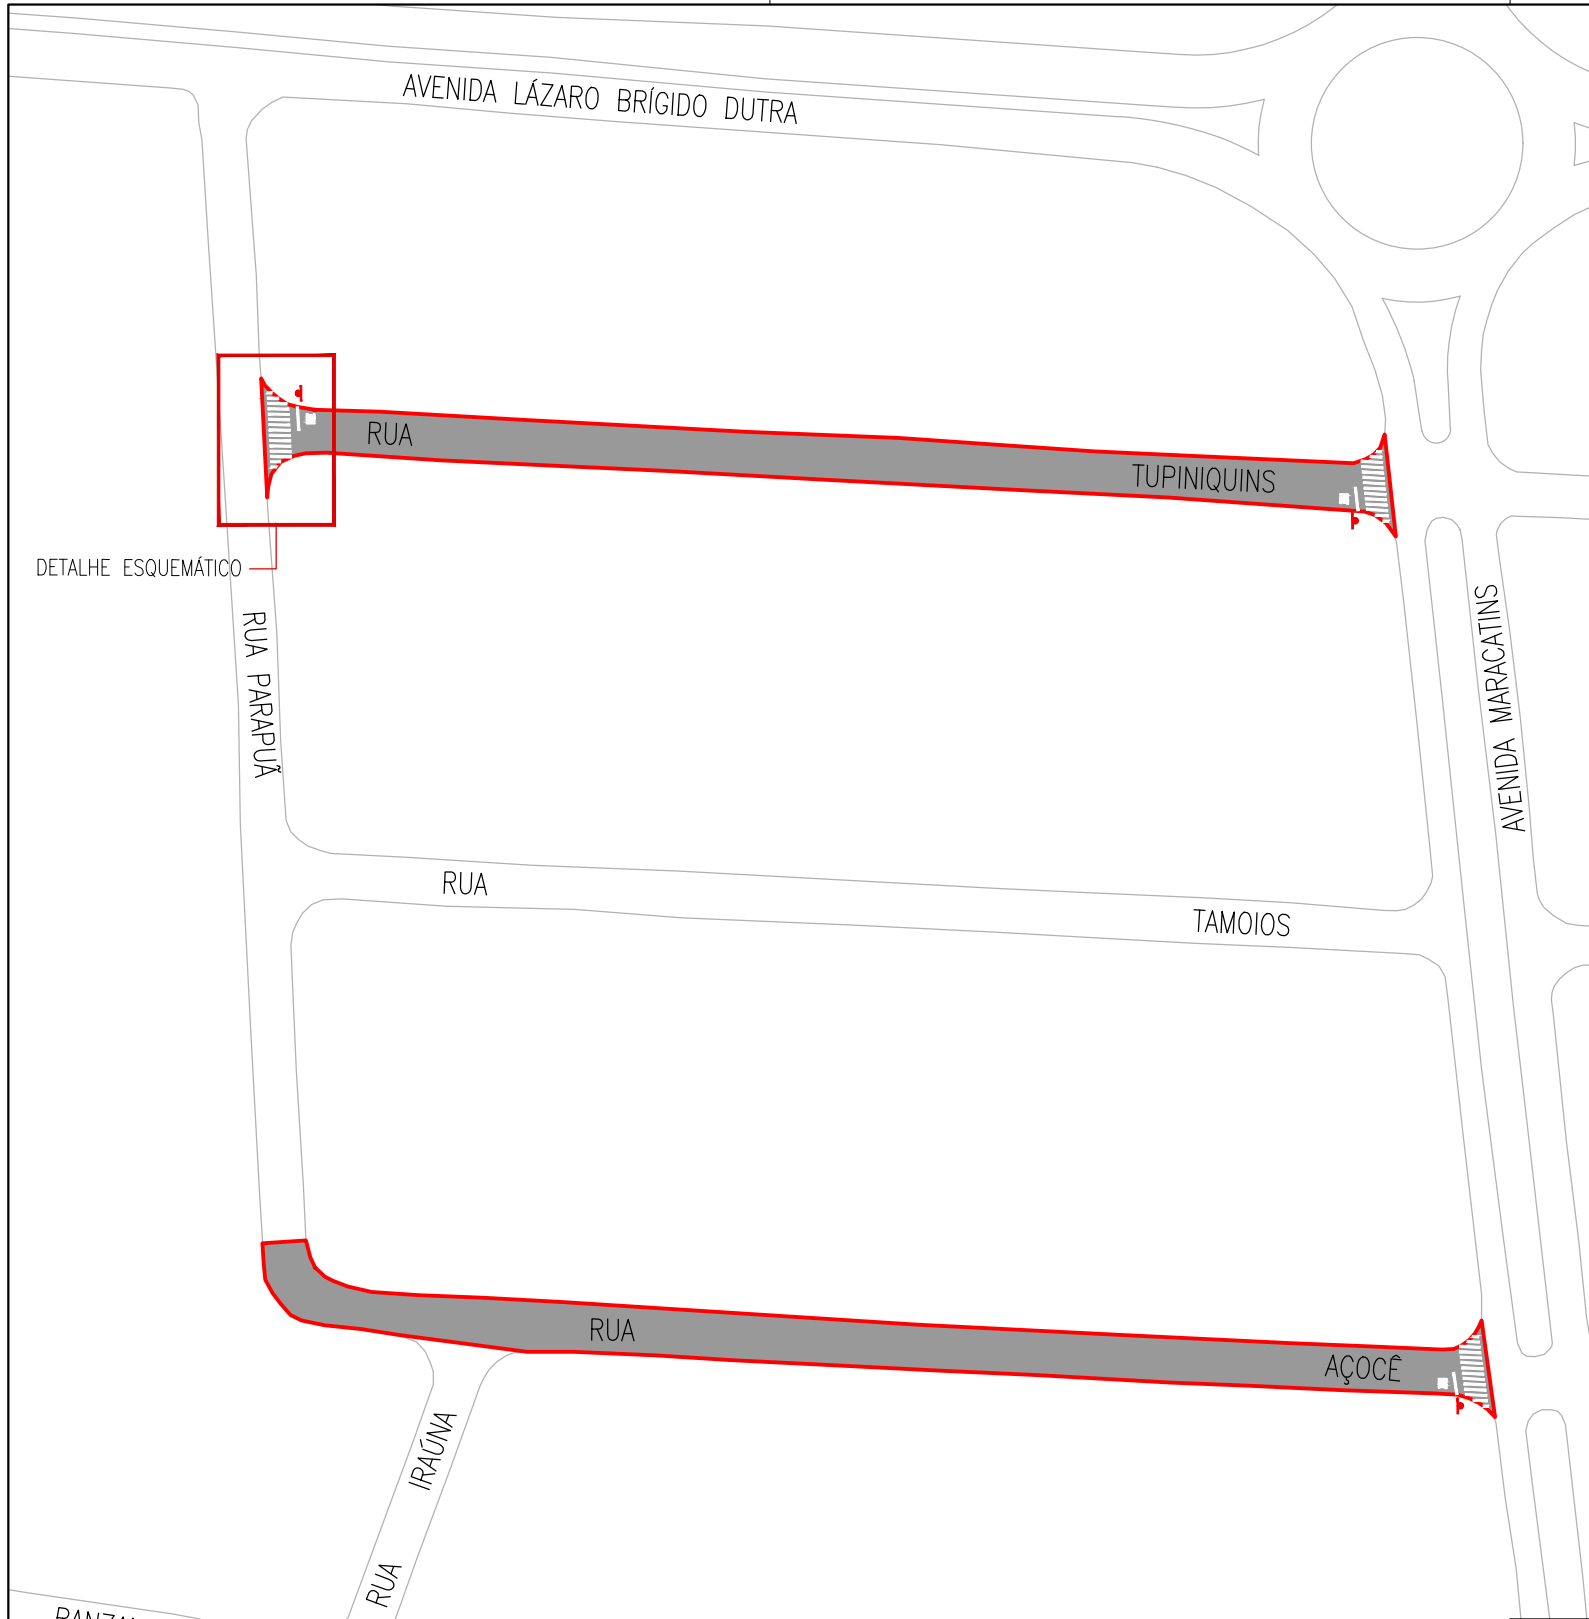 AVENIDA LÁZARO BRÍGIDO DUTRA
RUA TUPINIQUINS
DETALHE ESQUEMÁTICO
RUA PARAPUÃ
AVENIDA MARACATINS
RUA TAMOIOS
RUA AÇOCÊ
RUA IRAÚNA